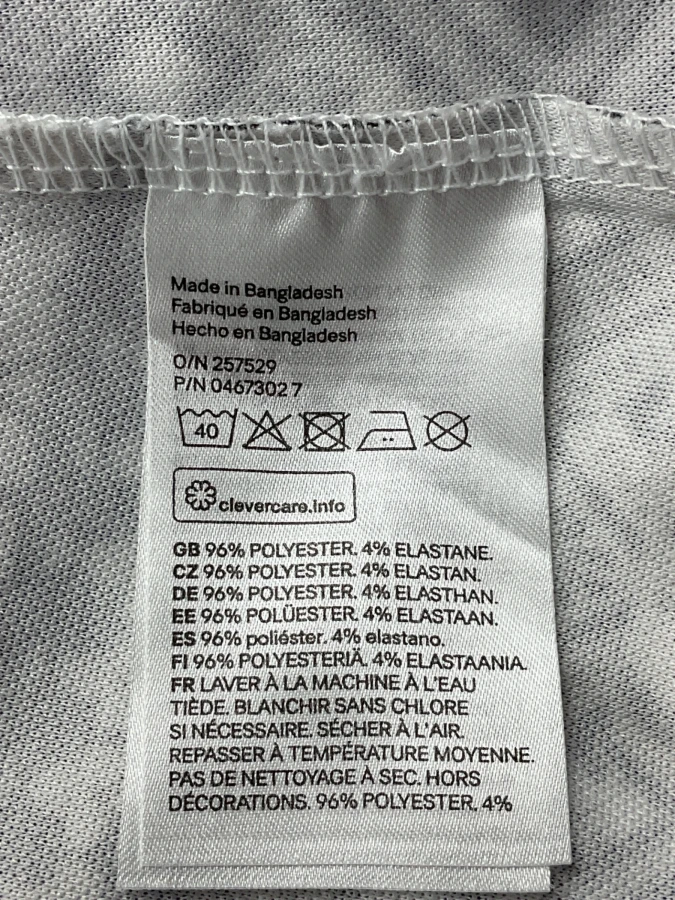 Made in Bangladesh
Fabriqué en Bangladesh
Hecho en Bangladesh
O/N 257529
P/N 04673027
40
clevercare.info
GB 96% POLYESTER. 4% ELASTANE.
CZ 96% POLYESTER. 4% ELASTAN.
DE 96% POLYESTER. 4% ELASTHAN.
EE 96% POLÜESTER. 4% ELASTAAN.
ES 96% poliéster. 4% elastano.
FI 96% POLYESTERIÄ. 4% ELASTAANIA.
FR LAVER À LA MACHINE À L'EAU
TIÈDE. BLANCHIR SANS CHLORE
SI NÉCESSAIRE. SÉCHER À L'AIR.
REPASSER À TEMPÉRATURE MOYENNE.
PAS DE NETTOYAGE À SEC. HORS
DÉCORATIONS. 96% POLYESTER. 4%